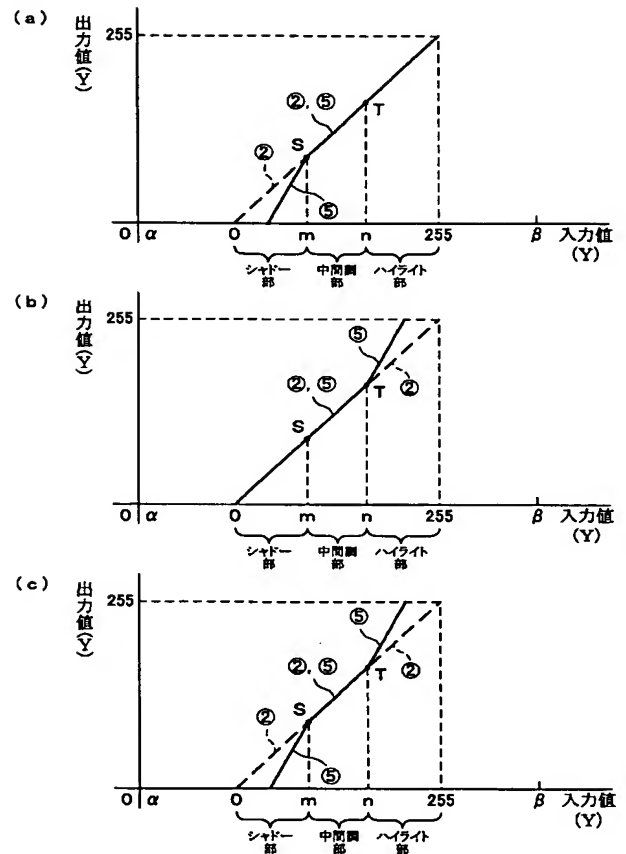 (a)
出力値(Y)
255
②, ⑤
T
S
②
⑤
0 α 0 m n 255 β 入力値
(Y)
シャドー部 中間調部 ハイライト部
(b)
出力値(Y)
255
⑤
②, ⑤
②
T
S
0 α 0 m n 255 β 入力値
(Y)
シャドー部 中間調部 ハイライト部
(c)
出力値(Y)
255
⑤
②, ⑤
②
T
S
②
⑤
0 α 0 m n 255 β 入力値
(Y)
シャドー部 中間調部 ハイライト部